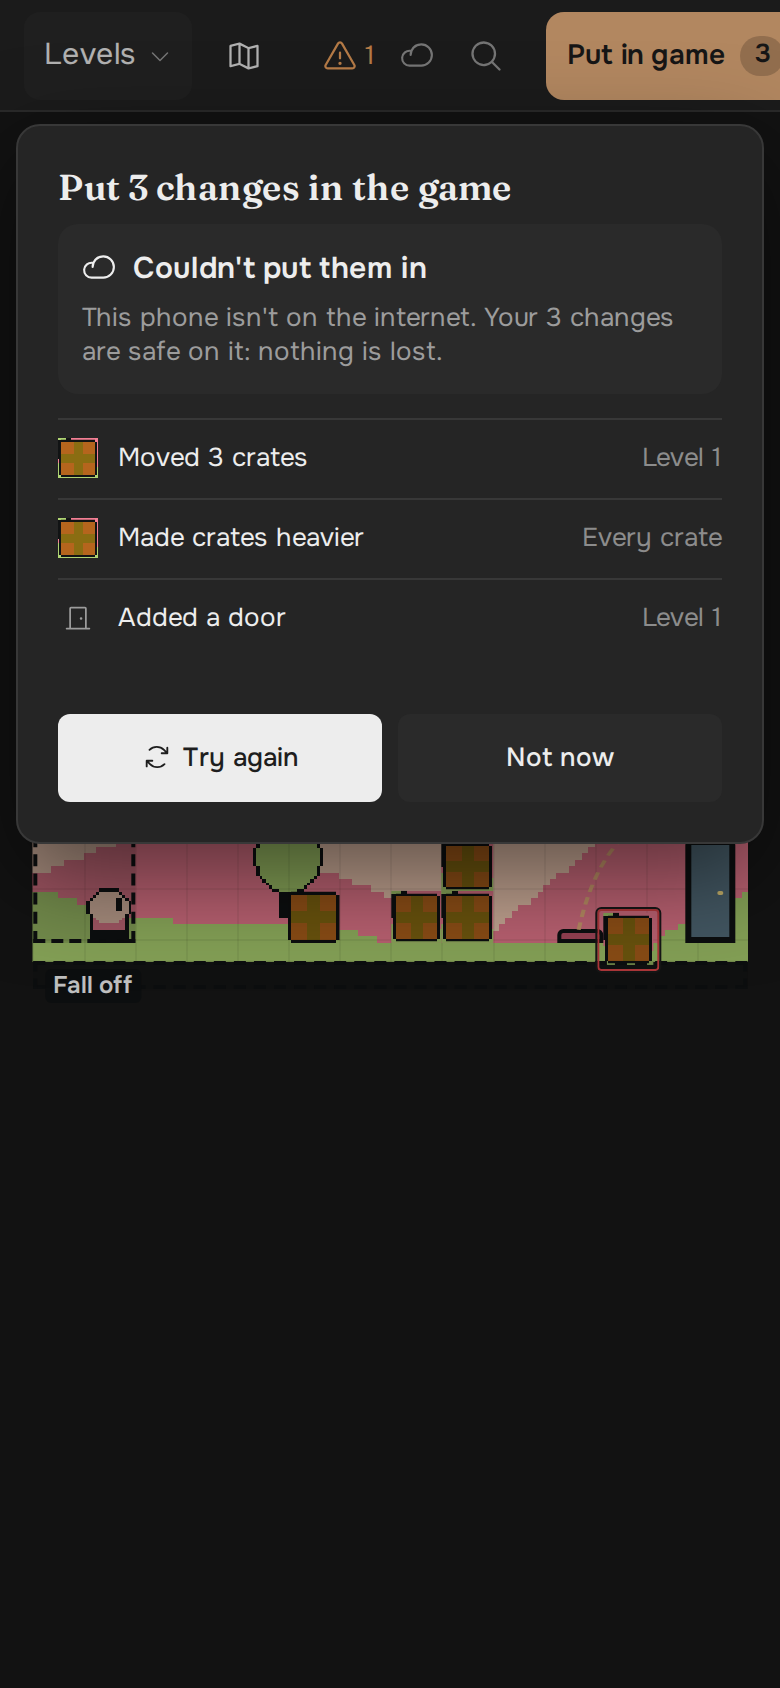 Levels
1
Put in game 3
Put 3 changes in the game
Couldn't put them in
This phone isn't on the internet. Your 3 changes
are safe on it: nothing is lost.
Moved 3 crates Level 1
Made crates heavier Every crate
Added a door Level 1
Try again Not now
Fall off